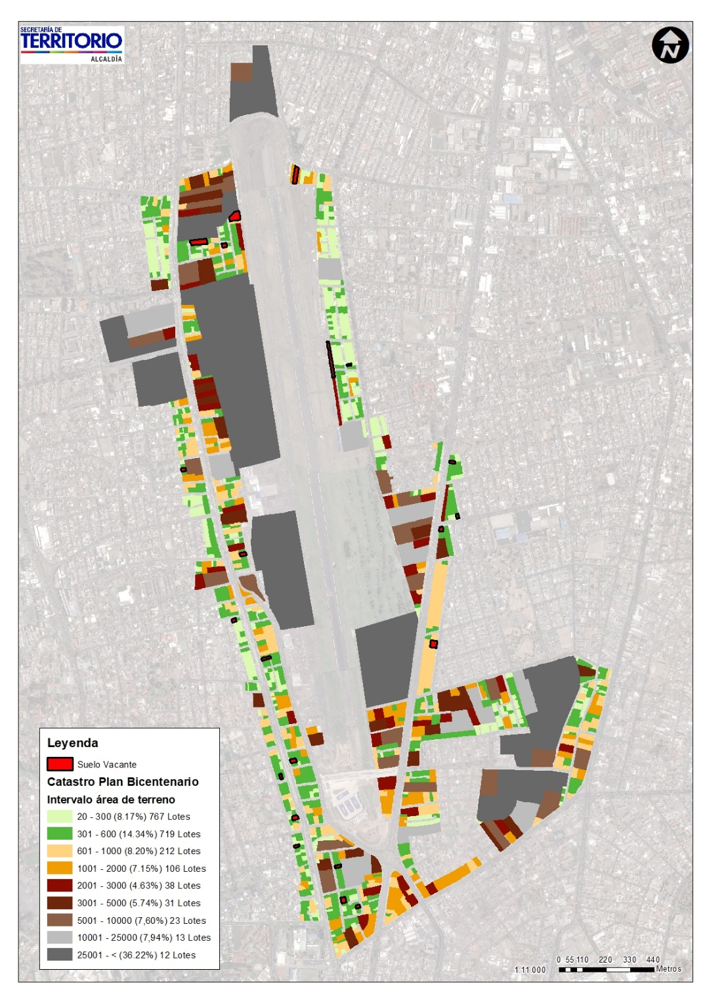 SECRETARÍA DE
TERRITORIO
ALCALDÍA
N
Leyenda
Suelo Vacante
Catastro Plan Bicentenario
Intervalo área de terreno
20 - 300 (8.17%) 767 Lotes
301 - 600 (14.34%) 719 Lotes
601 - 1000 (8.20%) 212 Lotes
1001 - 2000 (7.15%) 106 Lotes
2001 - 3000 (4.63%) 38 Lotes
3001 - 5000 (5.74%) 31 Lotes
5001 - 10000 (7,60%) 23 Lotes
10001 - 25000 (7,94%) 13 Lotes
25001 - < (36.22%) 12 Lotes
1:11.000
0 55 110 220 330 440
Metros